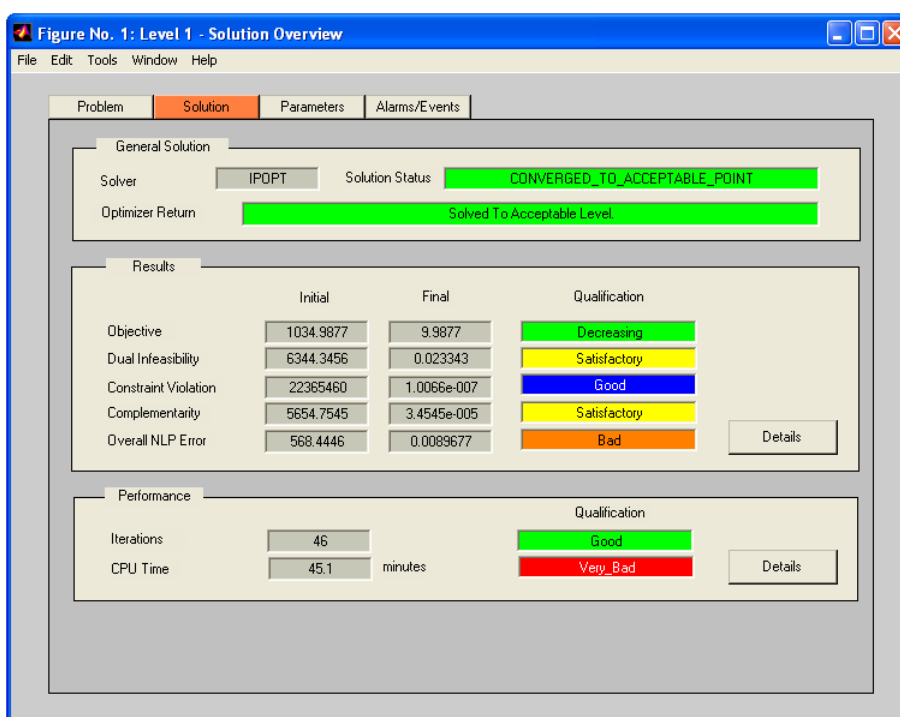 Figure No. 1: Level 1 - Solution Overview
File Edit Tools Window Help
Problem Solution Parameters Alarms/Events
General Solution
Solver IPOPT Solution Status CONVERGED_TO_ACCEPTABLE_POINT
Optimizer Return Solved To Acceptable Level.
Results
Initial Final Qualification
Objective 1034.9877 9.9877 Decreasing
Dual Infeasibility 6344.3456 0.023343 Satisfactory
Constraint Violation 22365460 1.0066e-007 Good
Complementarity 5654.7545 3.4545e-005 Satisfactory
Overall NLP Error 568.4446 0.0089677 Bad Details
Performance
Qualification
Iterations 46 Good
CPU Time 45.1 minutes Very_Bad Details